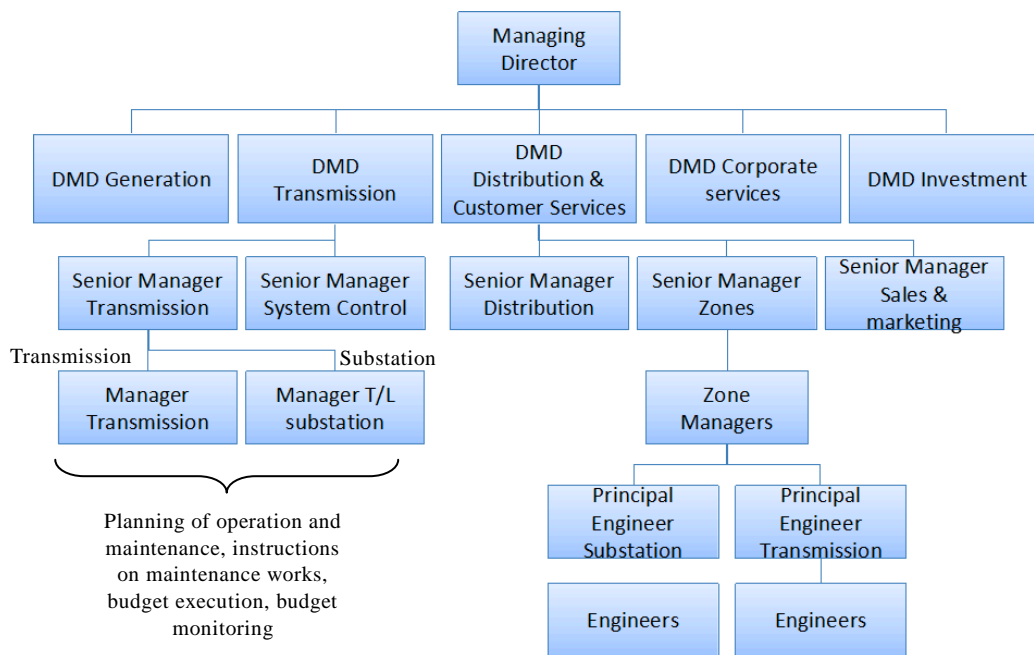 Managing
Director
DMD Generation
DMD
Transmission
DMD
Distribution &
Customer Services
DMD Corporate
services
DMD Investment
Senior Manager
Transmission
Senior Manager
System Control
Senior Manager
Distribution
Senior Manager
Zones
Senior Manager
Sales &
marketing
Transmission
Substation
Manager
Transmission
Manager T/L
substation
Zone
Managers
Planning of operation and
maintenance, instructions
on maintenance works,
budget execution, budget
monitoring
Principal
Engineer
Substation
Principal
Engineer
Transmission
Engineers
Engineers